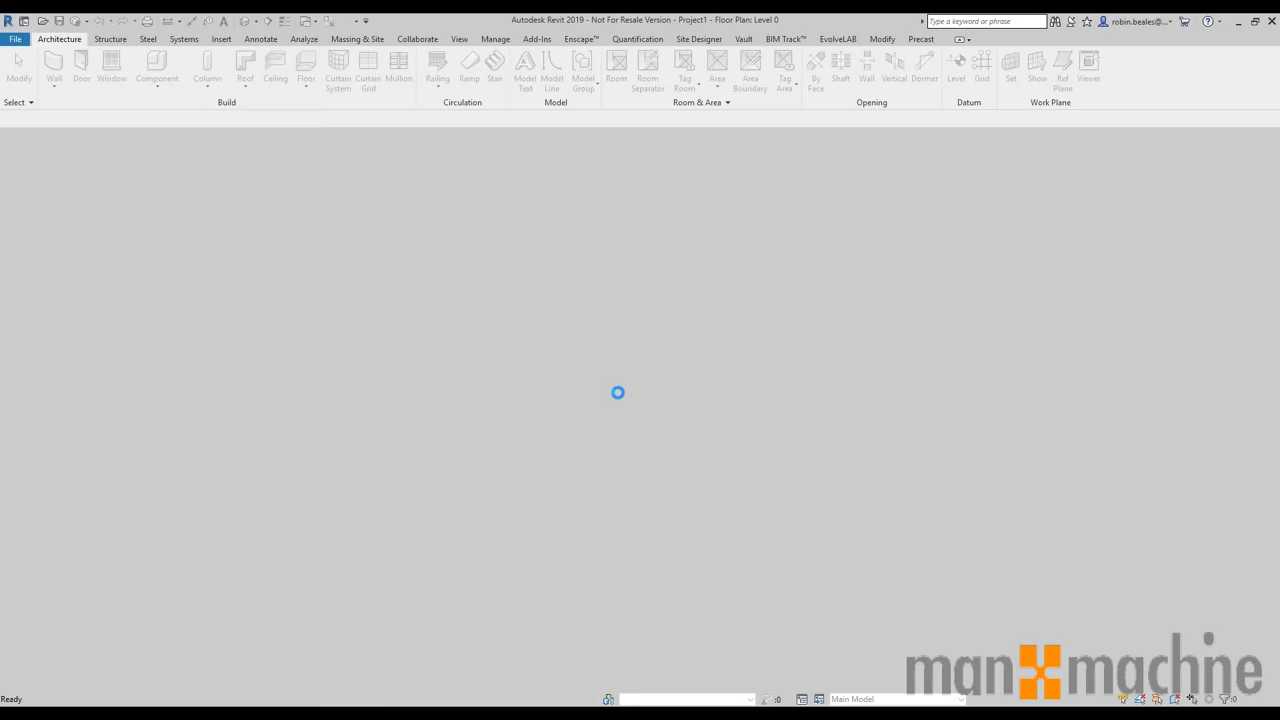 Autodesk Revit 2019 - Not For Resale Version - Project1 - Floor Plan: Level 0
Type a keyword or phrase
robin.beales@...
File Architecture Structure Steel Systems Insert Annotate Analyze Massing & Site Collaborate View Manage Add-Ins Enscape™ Quantification Site Designer Vault BIM Track™ EvolveLAB Modify Precast
Modify Wall Door Window Component Column Roof Ceiling Floor Curtain System Curtain Grid Mullion Railing Ramp Stair Model Text Model Line Model Group Room Room Separator Tag Room Area Area Boundary Tag Area By Face Shaft Wall Vertical Dormer Level Grid Set Show Ref Plane Viewer
Select Build Circulation Model Room & Area Opening Datum Work Plane
man machine
Ready :0 Main Model :0